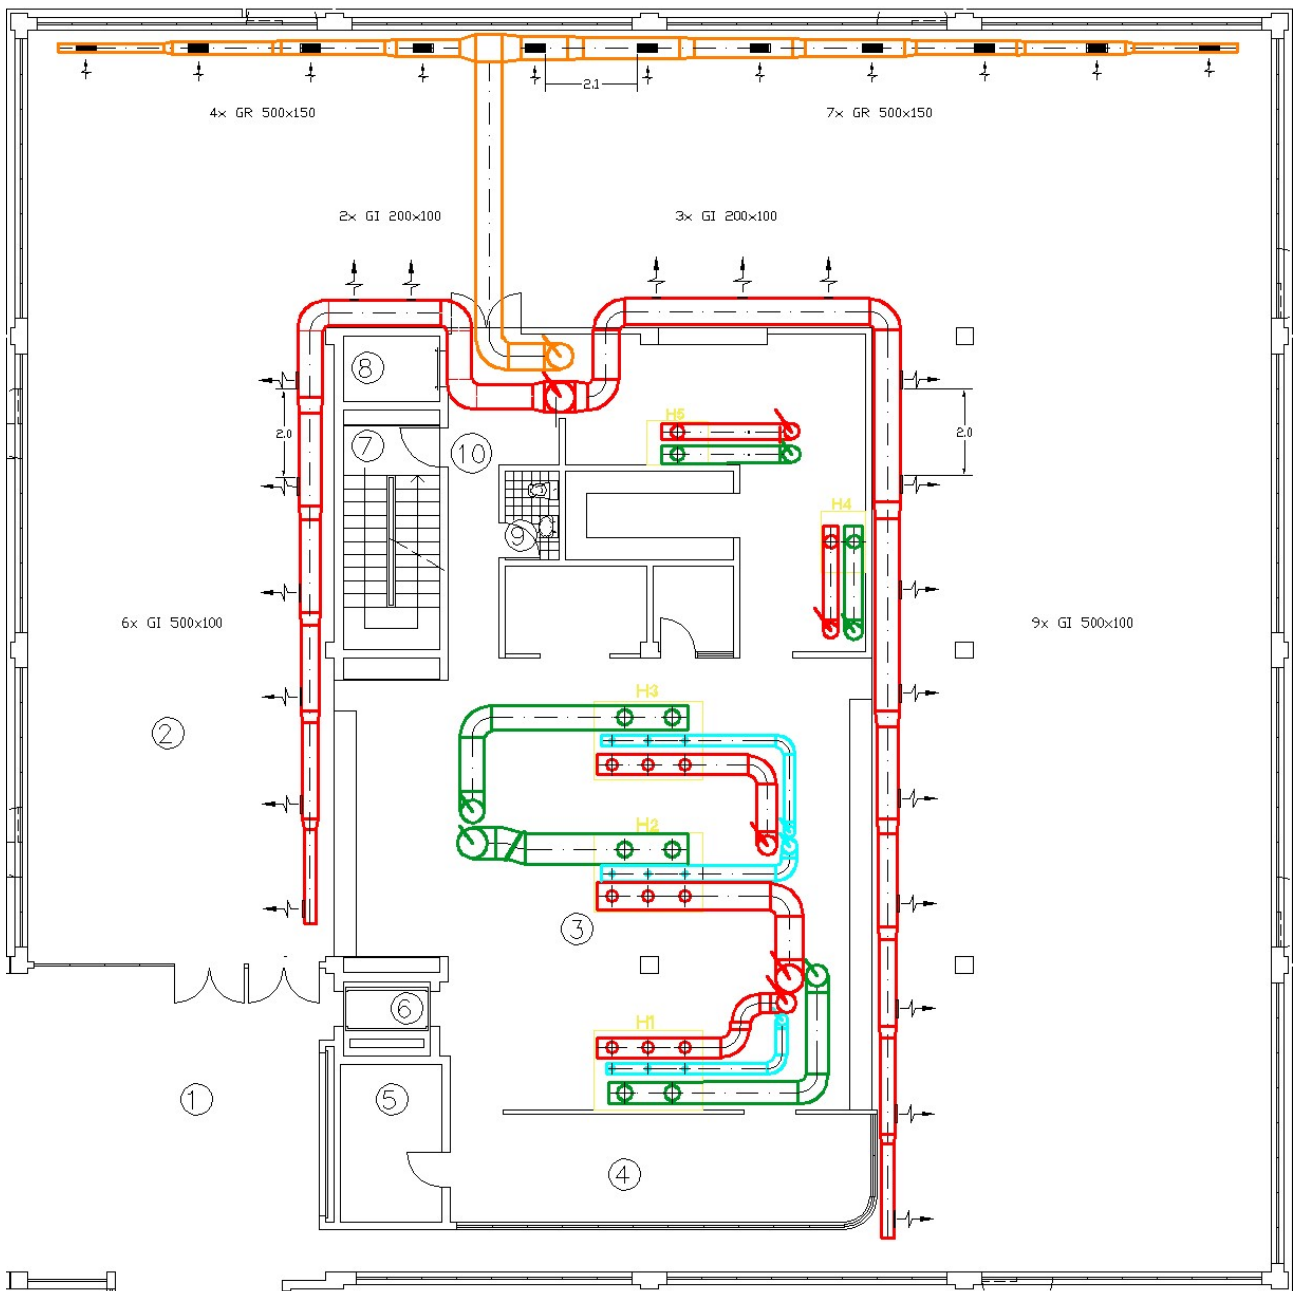 2.1
4x GR 500x150
7x GR 500x150
2x GI 200x100
3x GI 200x100
8
H5
2.0
7
10
2.0
H4
9
6x GI 500x100
9x GI 500x100
H3
2
H2
3
6
H1
1
5
4